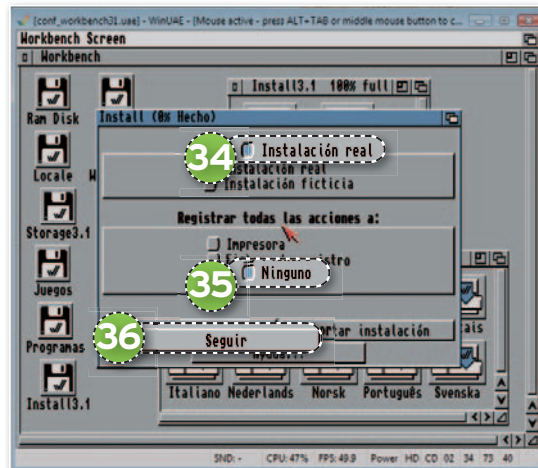 [conf_workbench31.uae] - WinUAE - [Mouse active - press ALT+TAB or middle mouse button to c...
Workbench Screen
Workbench
Install3.1 100% full
Ram Disk
Install (0% Hecho)
34 Instalación real
Instalación real
Instalación ficticia
Locale
W
Registrar todas las acciones a:
Storage3.1
Impresora
35 Ninguno
Juegos
36 Seguir
Programas
Italiano Nederlands Norsk Português Svenska
Install3.1
SND: - CPU: 47% FPS: 49.9 Power HD CD 02 34 73 40